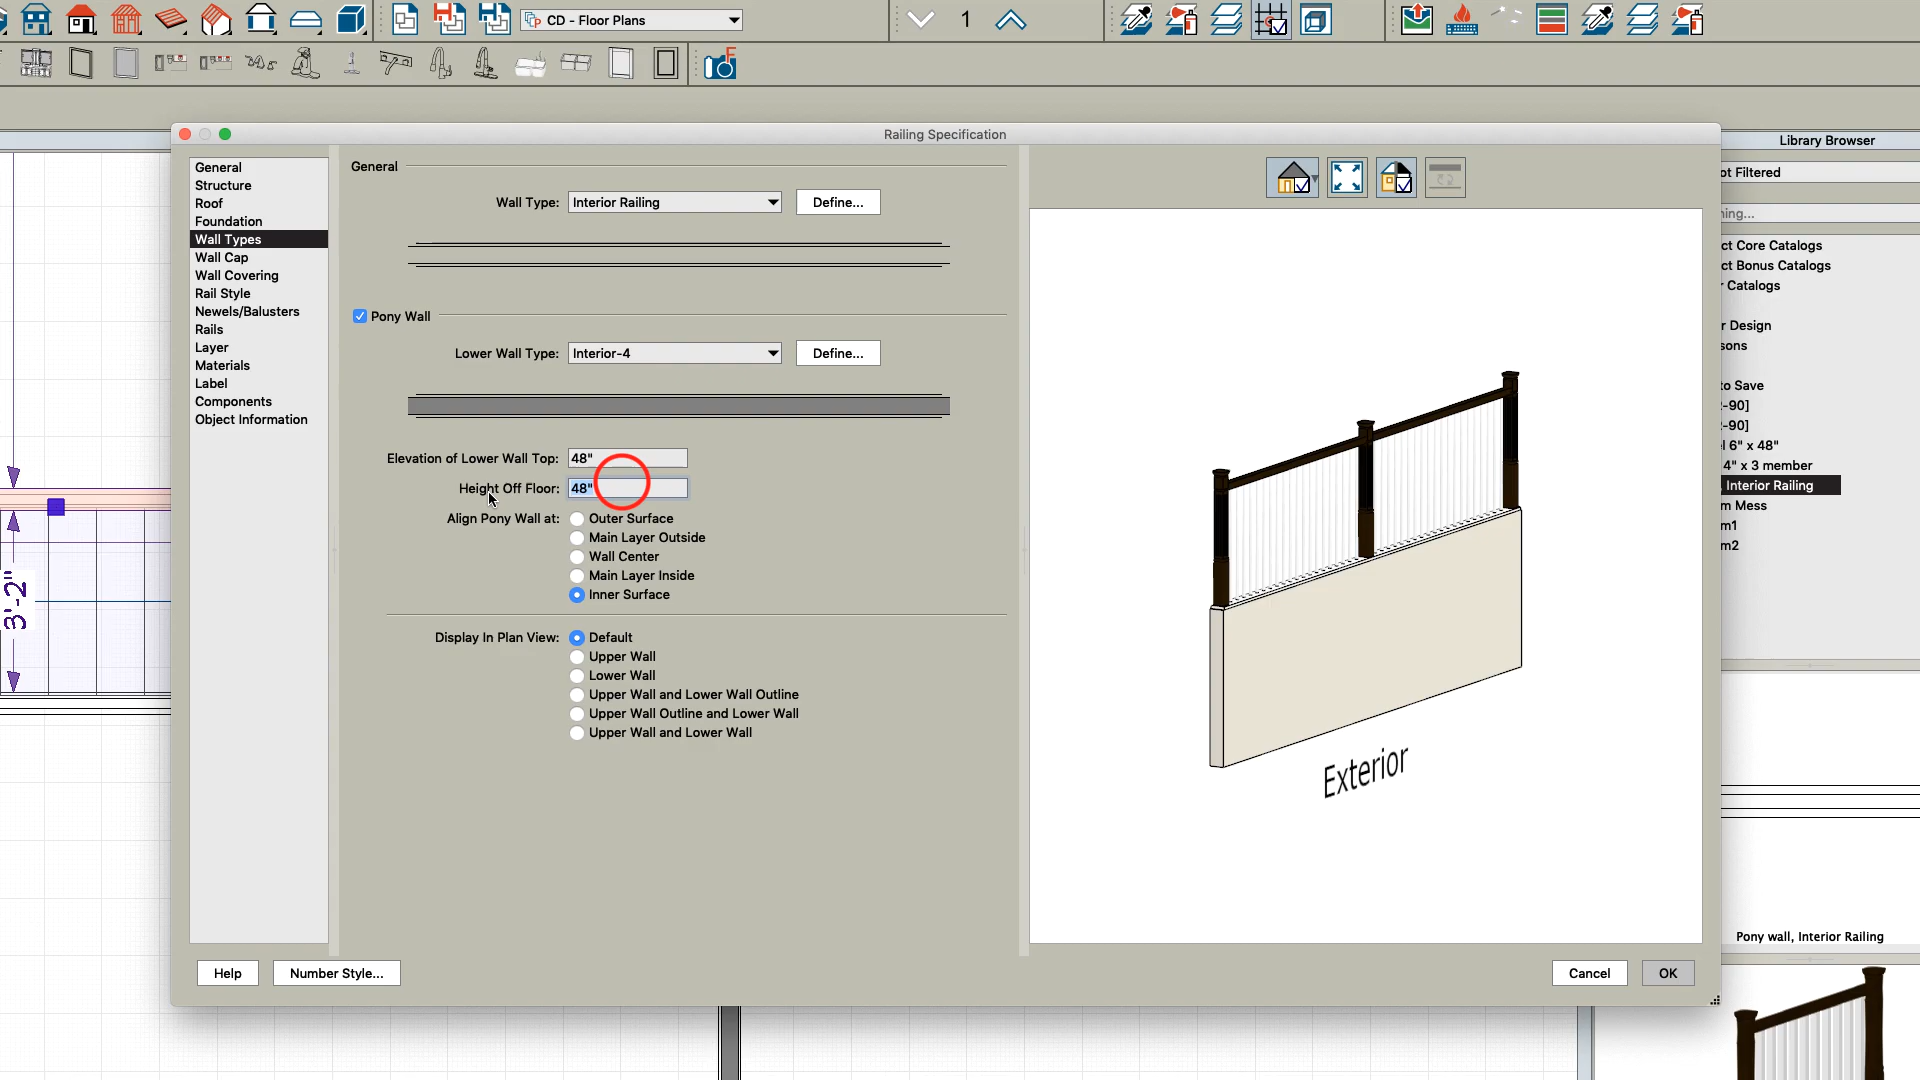 CD - Floor Plans
1
F
Railing Specification
Library Browser
General
Structure
Roof
Foundation
Wall Types
Wall Cap
Wall Covering
Rail Style
Newels/Balusters
Rails
Layer
Materials
Label
Components
Object Information
General
Wall Type:
Interior Railing
Define...
Pony Wall
Lower Wall Type:
Interior-4
Define...
Elevation of Lower Wall Top:
48"
Height Off Floor:
48"
Align Pony Wall at:
Outer Surface
Main Layer Outside
Wall Center
Main Layer Inside
Inner Surface
Display In Plan View:
Default
Upper Wall
Lower Wall
Upper Wall and Lower Wall Outline
Upper Wall Outline and Lower Wall
Upper Wall and Lower Wall
Exterior
3'-2"
ot Filtered
ning...
ct Core Catalogs
ct Bonus Catalogs
Catalogs
r Design
sons
to Save
-90]
-90]
l 6" x 48"
4" x 3 member
Interior Railing
m Mess
m1
m2
Pony wall, Interior Railing
Help
Number Style...
Cancel
OK